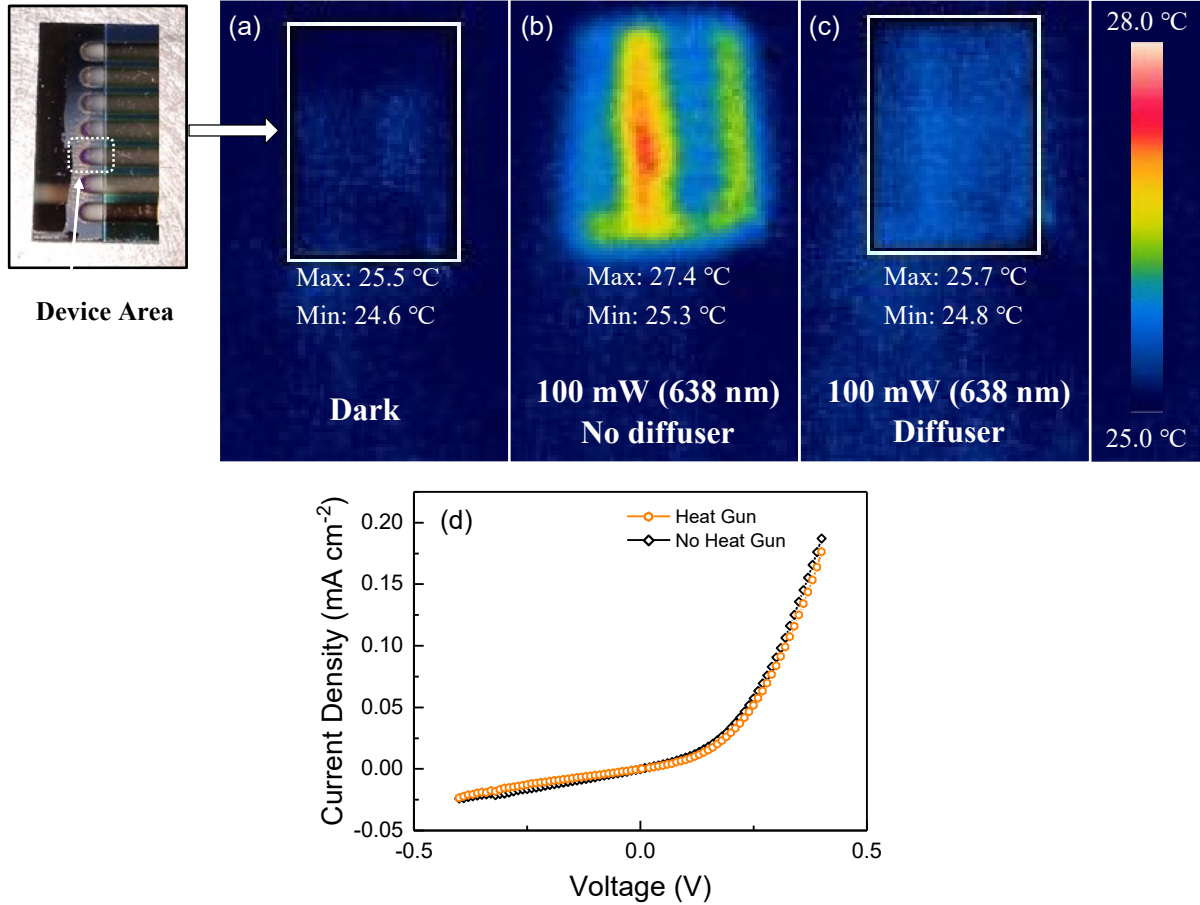 Device Area
(a)
Max: 25.5 ℃
Min: 24.6 ℃
Dark
(b)
Max: 27.4 ℃
Min: 25.3 ℃
100 mW (638 nm)
No diffuser
(c)
Max: 25.7 ℃
Min: 24.8 ℃
100 mW (638 nm)
Diffuser
28.0 ℃
25.0 ℃
(d)
Heat Gun
No Heat Gun
Current Density (mA cm⁻²)
0.20
0.15
0.10
0.05
0.00
-0.05
-0.5
0.0
0.5
Voltage (V)